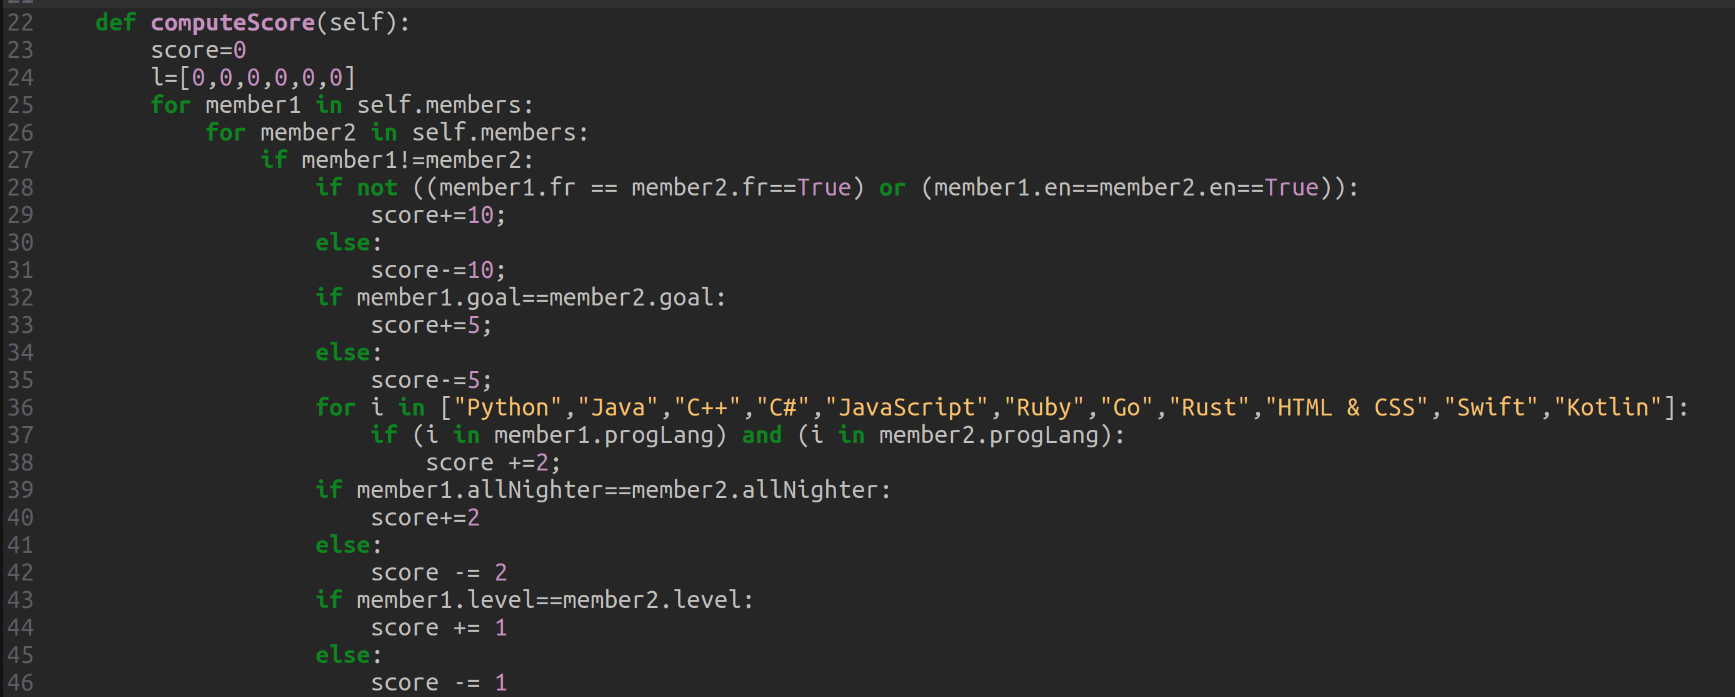 22 def computeScore(self):
23 score=0
24 l=[0,0,0,0,0,0]
25 for member1 in self.members:
26 for member2 in self.members:
27 if member1!=member2:
28 if not ((member1.fr == member2.fr==True) or (member1.en==member2.en==True)):
29 score+=10;
30 else:
31 score-=10;
32 if member1.goal==member2.goal:
33 score+=5;
34 else:
35 score-=5;
36 for i in ["Python","Java","C++","C#","JavaScript","Ruby","Go","Rust","HTML & CSS","Swift","Kotlin"]:
37 if (i in member1.progLang) and (i in member2.progLang):
38 score +=2;
39 if member1.allNighter==member2.allNighter:
40 score+=2
41 else:
42 score -= 2
43 if member1.level==member2.level:
44 score += 1
45 else:
46 score -= 1